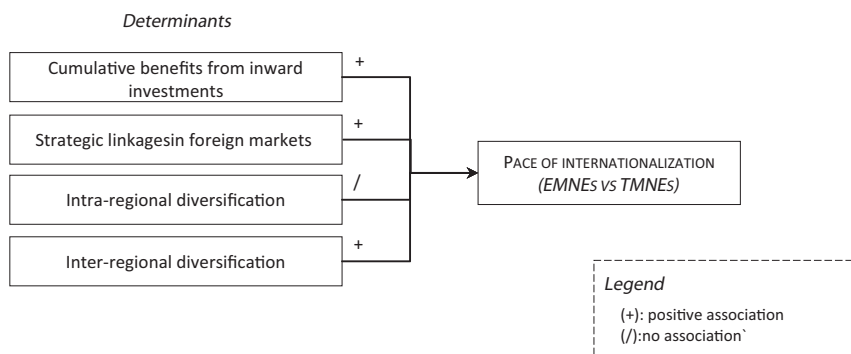 Determinants
Cumulative benefits from inward
investments
+
Strategic linkagesin foreign markets
+
Intra-regional diversification
/
Inter-regional diversification
+
PACE OF INTERNATIONALIZATION
(EMNES VS TMNES)
Legend
(+): positive association
(/):no association`